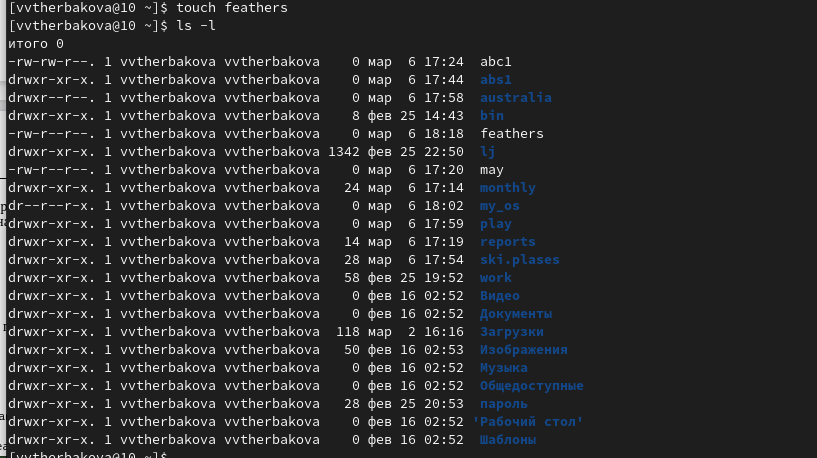 [vvtherbakova@10 ~]$ touch feathers
[vvtherbakova@10 ~]$ ls -l
итого 0
-rw-rw-r--. 1 vvtherbakova vvtherbakova    0 мар  6 17:24  abc1
drwxr-xr-x. 1 vvtherbakova vvtherbakova    0 мар  6 17:44  abs1
drwxr--r--. 1 vvtherbakova vvtherbakova    0 мар  6 17:58  australia
drwxr-xr-x. 1 vvtherbakova vvtherbakova    8 фев 25 14:43  bin
-rw-r--r--. 1 vvtherbakova vvtherbakova    0 мар  6 18:18  feathers
drwxr-xr-x. 1 vvtherbakova vvtherbakova 1342 фев 25 22:50  lj
-rw-r--r--. 1 vvtherbakova vvtherbakova    0 мар  6 17:20  may
drwxr-xr-x. 1 vvtherbakova vvtherbakova   24 мар  6 17:14  monthly
dr--r--r-x. 1 vvtherbakova vvtherbakova    0 мар  6 18:02  my_os
drwxr-xr-x. 1 vvtherbakova vvtherbakova    0 мар  6 17:59  play
drwxr-xr-x. 1 vvtherbakova vvtherbakova   14 мар  6 17:19  reports
drwxr-xr-x. 1 vvtherbakova vvtherbakova   28 мар  6 17:54  ski.plases
drwxr-xr-x. 1 vvtherbakova vvtherbakova   58 фев 25 19:52  work
drwxr-xr-x. 1 vvtherbakova vvtherbakova    0 фев 16 02:52  Видео
drwxr-xr-x. 1 vvtherbakova vvtherbakova    0 фев 16 02:52  Документы
drwxr-xr-x. 1 vvtherbakova vvtherbakova  118 мар  2 16:16  Загрузки
drwxr-xr-x. 1 vvtherbakova vvtherbakova   50 фев 16 02:53  Изображения
drwxr-xr-x. 1 vvtherbakova vvtherbakova    0 фев 16 02:52  Музыка
drwxr-xr-x. 1 vvtherbakova vvtherbakova    0 фев 16 02:52  Общедоступные
drwxr-xr-x. 1 vvtherbakova vvtherbakova   28 фев 25 20:53  пароль
drwxr-xr-x. 1 vvtherbakova vvtherbakova    0 фев 16 02:52 'Рабочий стол'
drwxr-xr-x. 1 vvtherbakova vvtherbakova    0 фев 16 02:52  Шаблоны
[vvtherbakova@10 ~]$